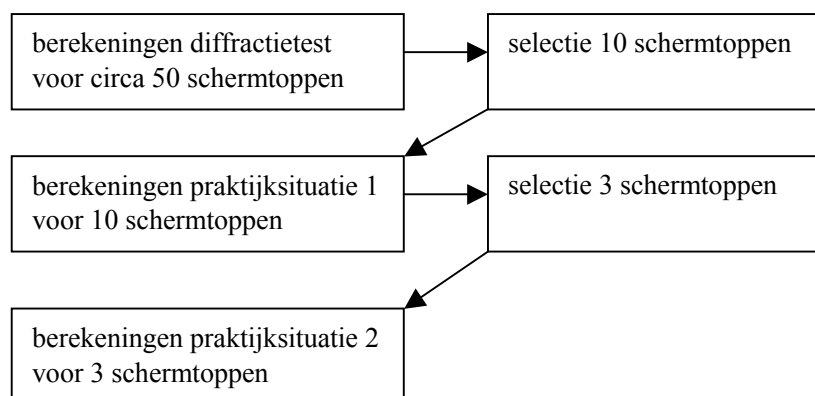 berekeningen diffractietest
voor circa 50 schermtoppen
selectie 10 schermtoppen
berekeningen praktijksituatie 1
voor 10 schermtoppen
selectie 3 schermtoppen
berekeningen praktijksituatie 2
voor 3 schermtoppen